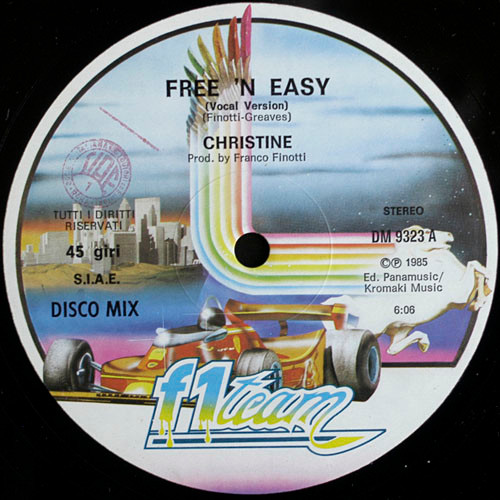 FREE 'N EASY
(Vocal Version)
(Finotti-Greaves)
CHRISTINE
Prod. by Franco Finotti
TUTTI I DIRITTI
RISERVATI
45 giri
S.I.A.E.
DISCO MIX
STEREO
DM 9323 A
©℗ 1985
Ed. Panamusic/
Kromaki Music
6:06
f1 team